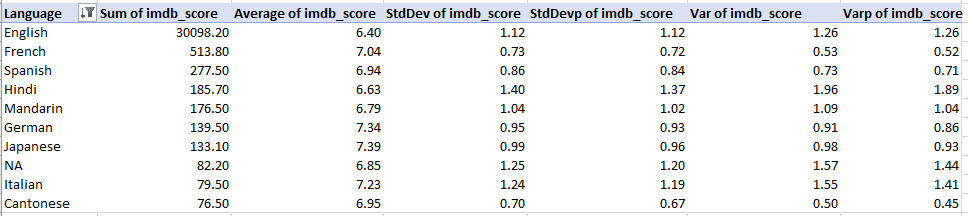 Language Sum of imdb_score Average of imdb_score StdDev of imdb_score StdDevp of imdb_score Var of imdb_score Varp of imdb_score
English 30098.20 6.40 1.12 1.12 1.26 1.26
French 513.80 7.04 0.73 0.72 0.53 0.52
Spanish 277.50 6.94 0.86 0.84 0.73 0.71
Hindi 185.70 6.63 1.40 1.37 1.96 1.89
Mandarin 176.50 6.79 1.04 1.02 1.09 1.04
German 139.50 7.34 0.95 0.93 0.91 0.86
Japanese 133.10 7.39 0.99 0.96 0.98 0.93
NA 82.20 6.85 1.25 1.20 1.57 1.44
Italian 79.50 7.23 1.24 1.19 1.55 1.41
Cantonese 76.50 6.95 0.70 0.67 0.50 0.45